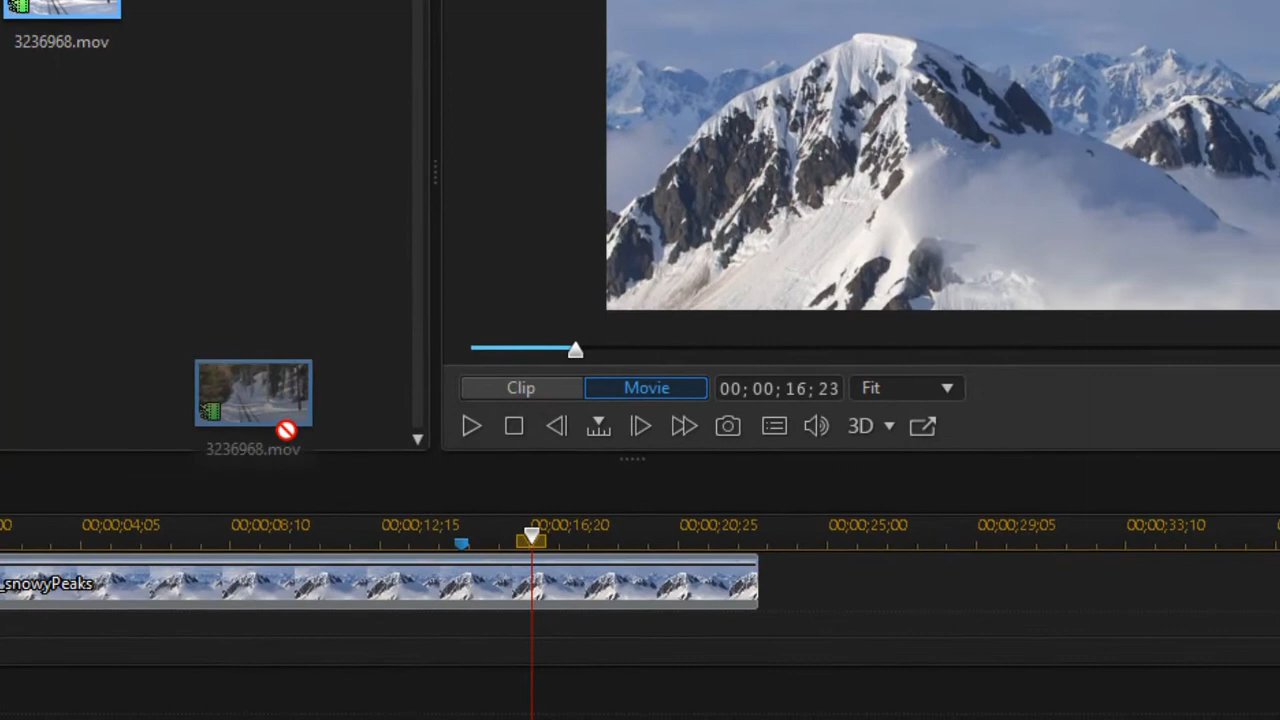 3236968.mov
Clip
Movie
00; 00; 16; 23
Fit
3236968.mov
3D
00 00;00;04;05 00;00;08;10 00;00;12;15 00;00;16;20 00;00;20;25 00;00;25;00 00;00;29;05 00;00;33;10
_snowyPeaks